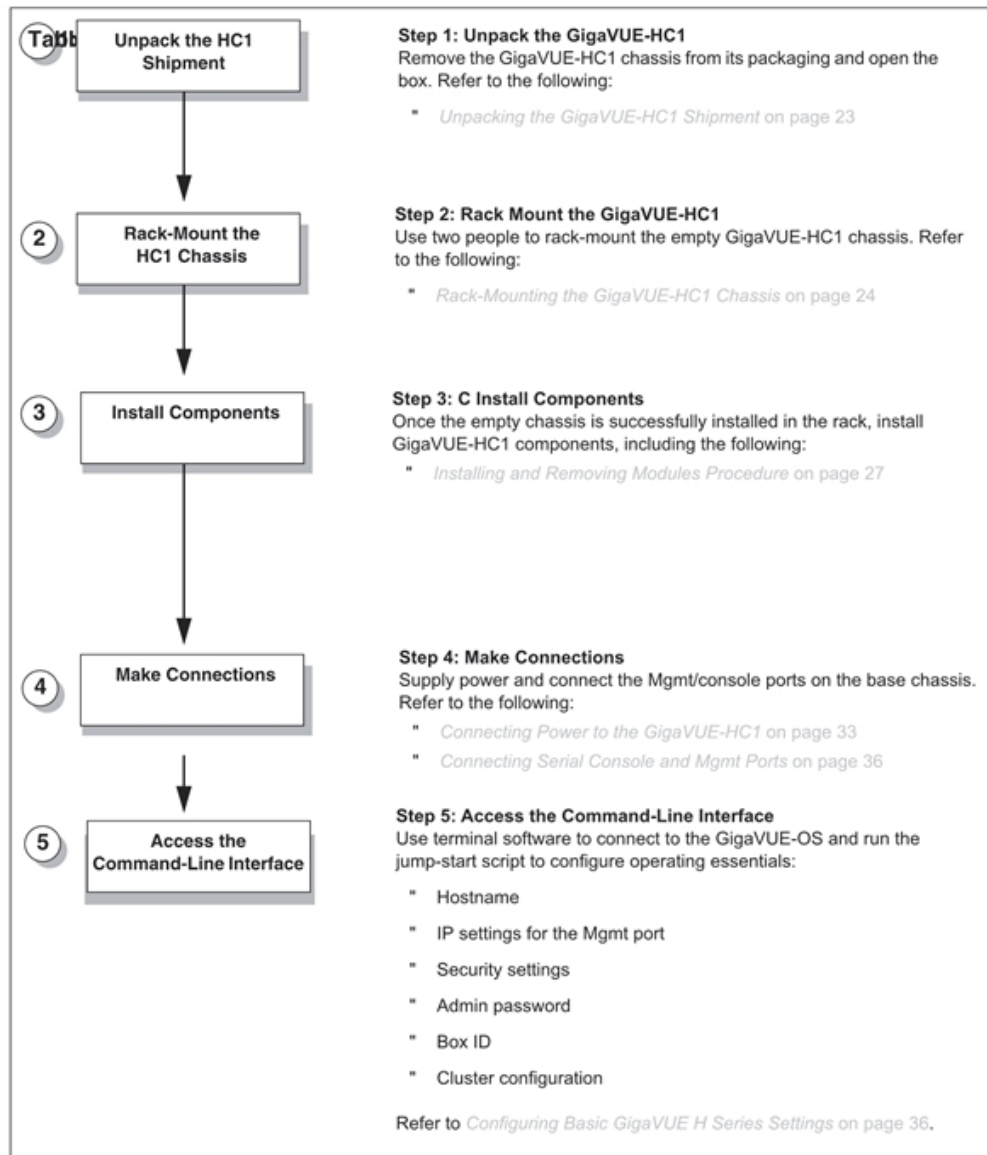 Tabl
Unpack the HC1
Shipment
Step 1: Unpack the GigaVUE-HC1
Remove the GigaVUE-HC1 chassis from its packaging and open the
box. Refer to the following:
" Unpacking the GigaVUE-HC1 Shipment on page 23
2
Rack-Mount the
HC1 Chassis
Step 2: Rack Mount the GigaVUE-HC1
Use two people to rack-mount the empty GigaVUE-HC1 chassis. Refer
to the following:
" Rack-Mounting the GigaVUE-HC1 Chassis on page 24
3
Install Components
Step 3: C Install Components
Once the empty chassis is successfully installed in the rack, install
GigaVUE-HC1 components, including the following:
" Installing and Removing Modules Procedure on page 27
4
Make Connections
Step 4: Make Connections
Supply power and connect the Mgmt/console ports on the base chassis.
Refer to the following:
" Connecting Power to the GigaVUE-HC1 on page 33
" Connecting Serial Console and Mgmt Ports on page 36
5
Access the
Command-Line Interface
Step 5: Access the Command-Line Interface
Use terminal software to connect to the GigaVUE-OS and run the
jump-start script to configure operating essentials:
" Hostname
" IP settings for the Mgmt port
" Security settings
" Admin password
" Box ID
" Cluster configuration
Refer to Configuring Basic GigaVUE H Series Settings on page 36.